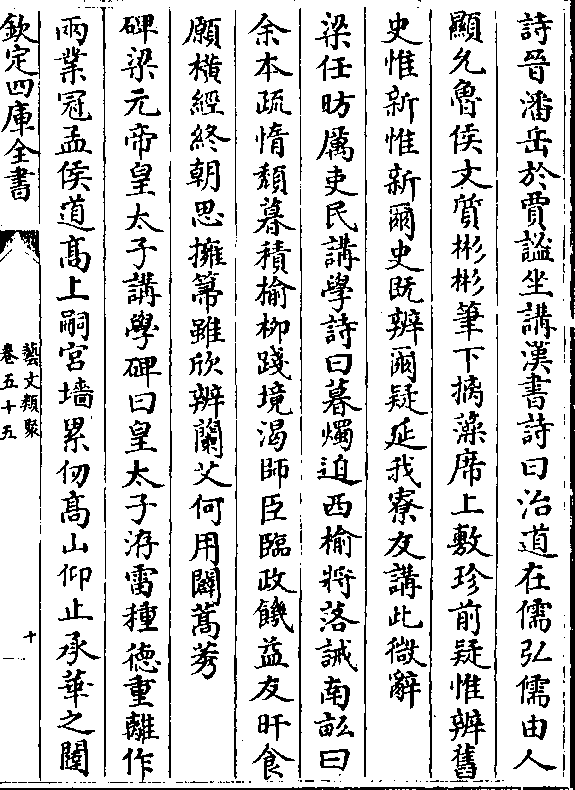 詩晉潘岳於賈謐坐講漢書詩曰治道在儒弘儒由人
顯允魯侯文質彬彬筆下摛藻席上敷珍前疑惟辨舊
史惟新惟新爾史既辨爾疑延我寮友講此微辭
梁任昉厲吏民講學詩曰暮燭迫西榆將落誡南畝曰
余本疏惰頹暮積榆柳踐境渴師臣臨政饑益友旰食
願橫經終朝思擁篲雖欣辨蘭艾何用闢蒿莠
碑梁元帝皇太子講學碑曰皇太子洊雷種德重離作
兩業冠孟侯道高上嗣宮墻累仞高山仰止承華之闥
欽定四庫全書
藝文類聚
卷五十五
十一